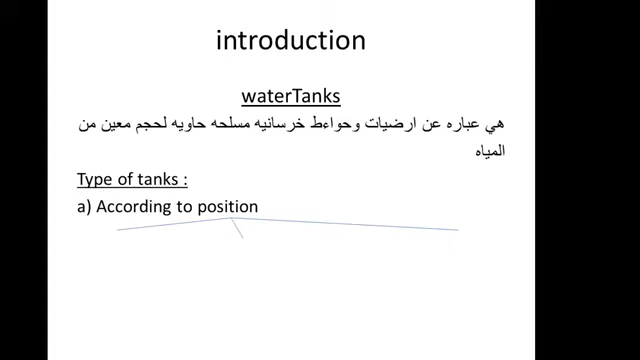 introduction
waterTanks
هي عباره عن ارضيات وحواءط خرسانيه مسلحه حاويه لحجم معين من
المياه
Type of tanks :
a) According to position